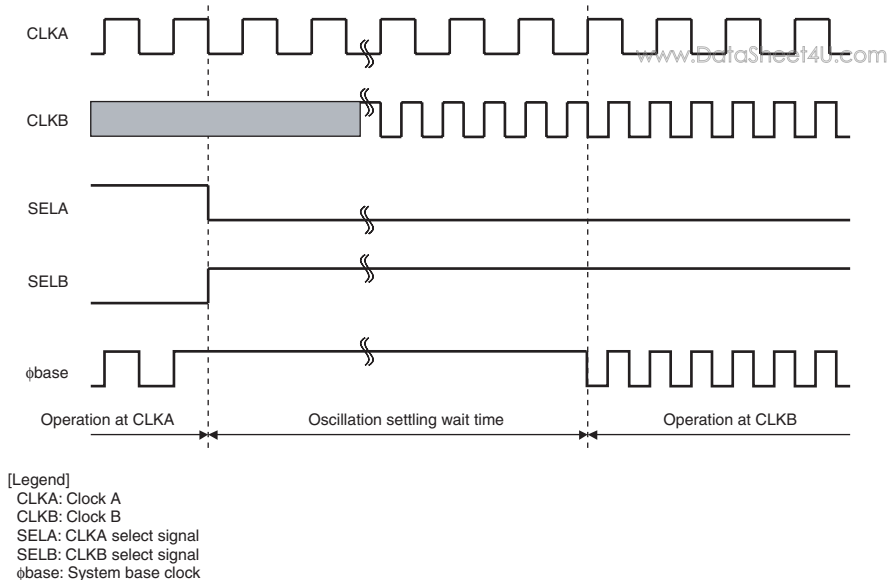 CLKA
www.DataSheet4U.com
CLKB
SELA
SELB
ϕbase
Operation at CLKA
Oscillation settling wait time
Operation at CLKB
[Legend]
CLKA: Clock A
CLKB: Clock B
SELA: CLKA select signal
SELB: CLKB select signal
ϕbase: System base clock